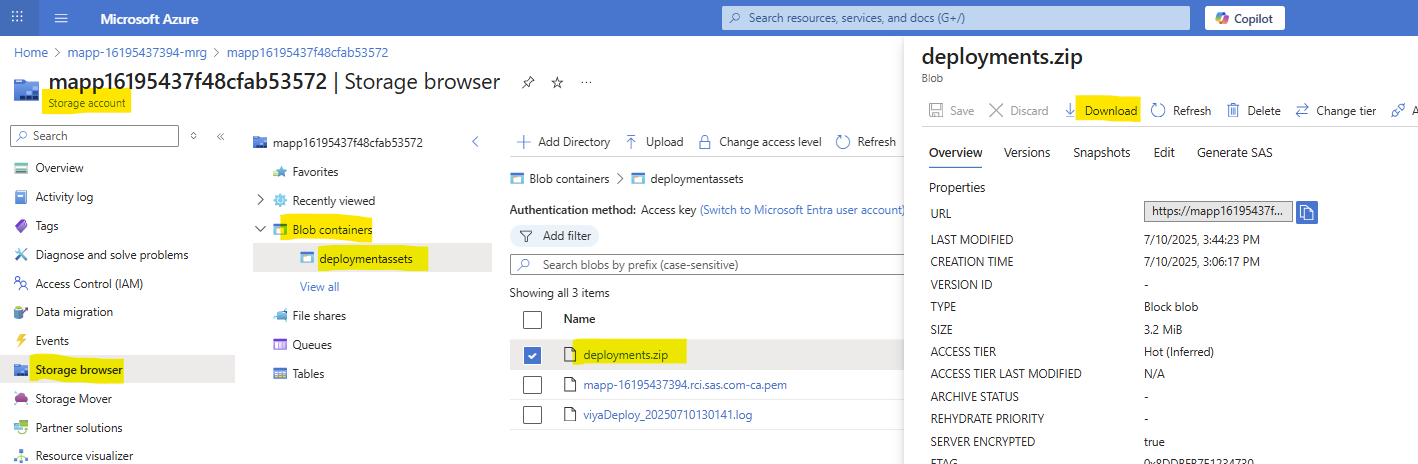 Microsoft Azure
Search resources, services, and docs (G+/)
Copilot
Home > mapp-16195437394-mrg > mapp16195437f48cfab53572
mapp16195437f48cfab53572 | Storage browser
Storage account
Search
Overview
Activity log
Tags
Diagnose and solve problems
Access Control (IAM)
Data migration
Events
Storage browser
Storage Mover
Partner solutions
Resource visualizer
mapp16195437f48cfab53572
Favorites
Recently viewed
Blob containers
deploymentassets
View all
File shares
Queues
Tables
Add Directory Upload Change access level Refresh
Blob containers > deploymentassets
Authentication method: Access key (Switch to Microsoft Entra user account)
Add filter
Search blobs by prefix (case-sensitive)
Showing all 3 items
Name
deployments.zip
mapp-16195437394.rci.sas.com-ca.pem
viyaDeploy_20250710130141.log
deployments.zip
Blob
Save Discard Download Refresh Delete Change tier A
Overview Versions Snapshots Edit Generate SAS
Properties
URL https://mapp16195437f...
LAST MODIFIED 7/10/2025, 3:44:23 PM
CREATION TIME 7/10/2025, 3:06:17 PM
VERSION ID -
TYPE Block blob
SIZE 3.2 MiB
ACCESS TIER Hot (Inferred)
ACCESS TIER LAST MODIFIED N/A
ARCHIVE STATUS -
REHYDRATE PRIORITY -
SERVER ENCRYPTED true
ETAG